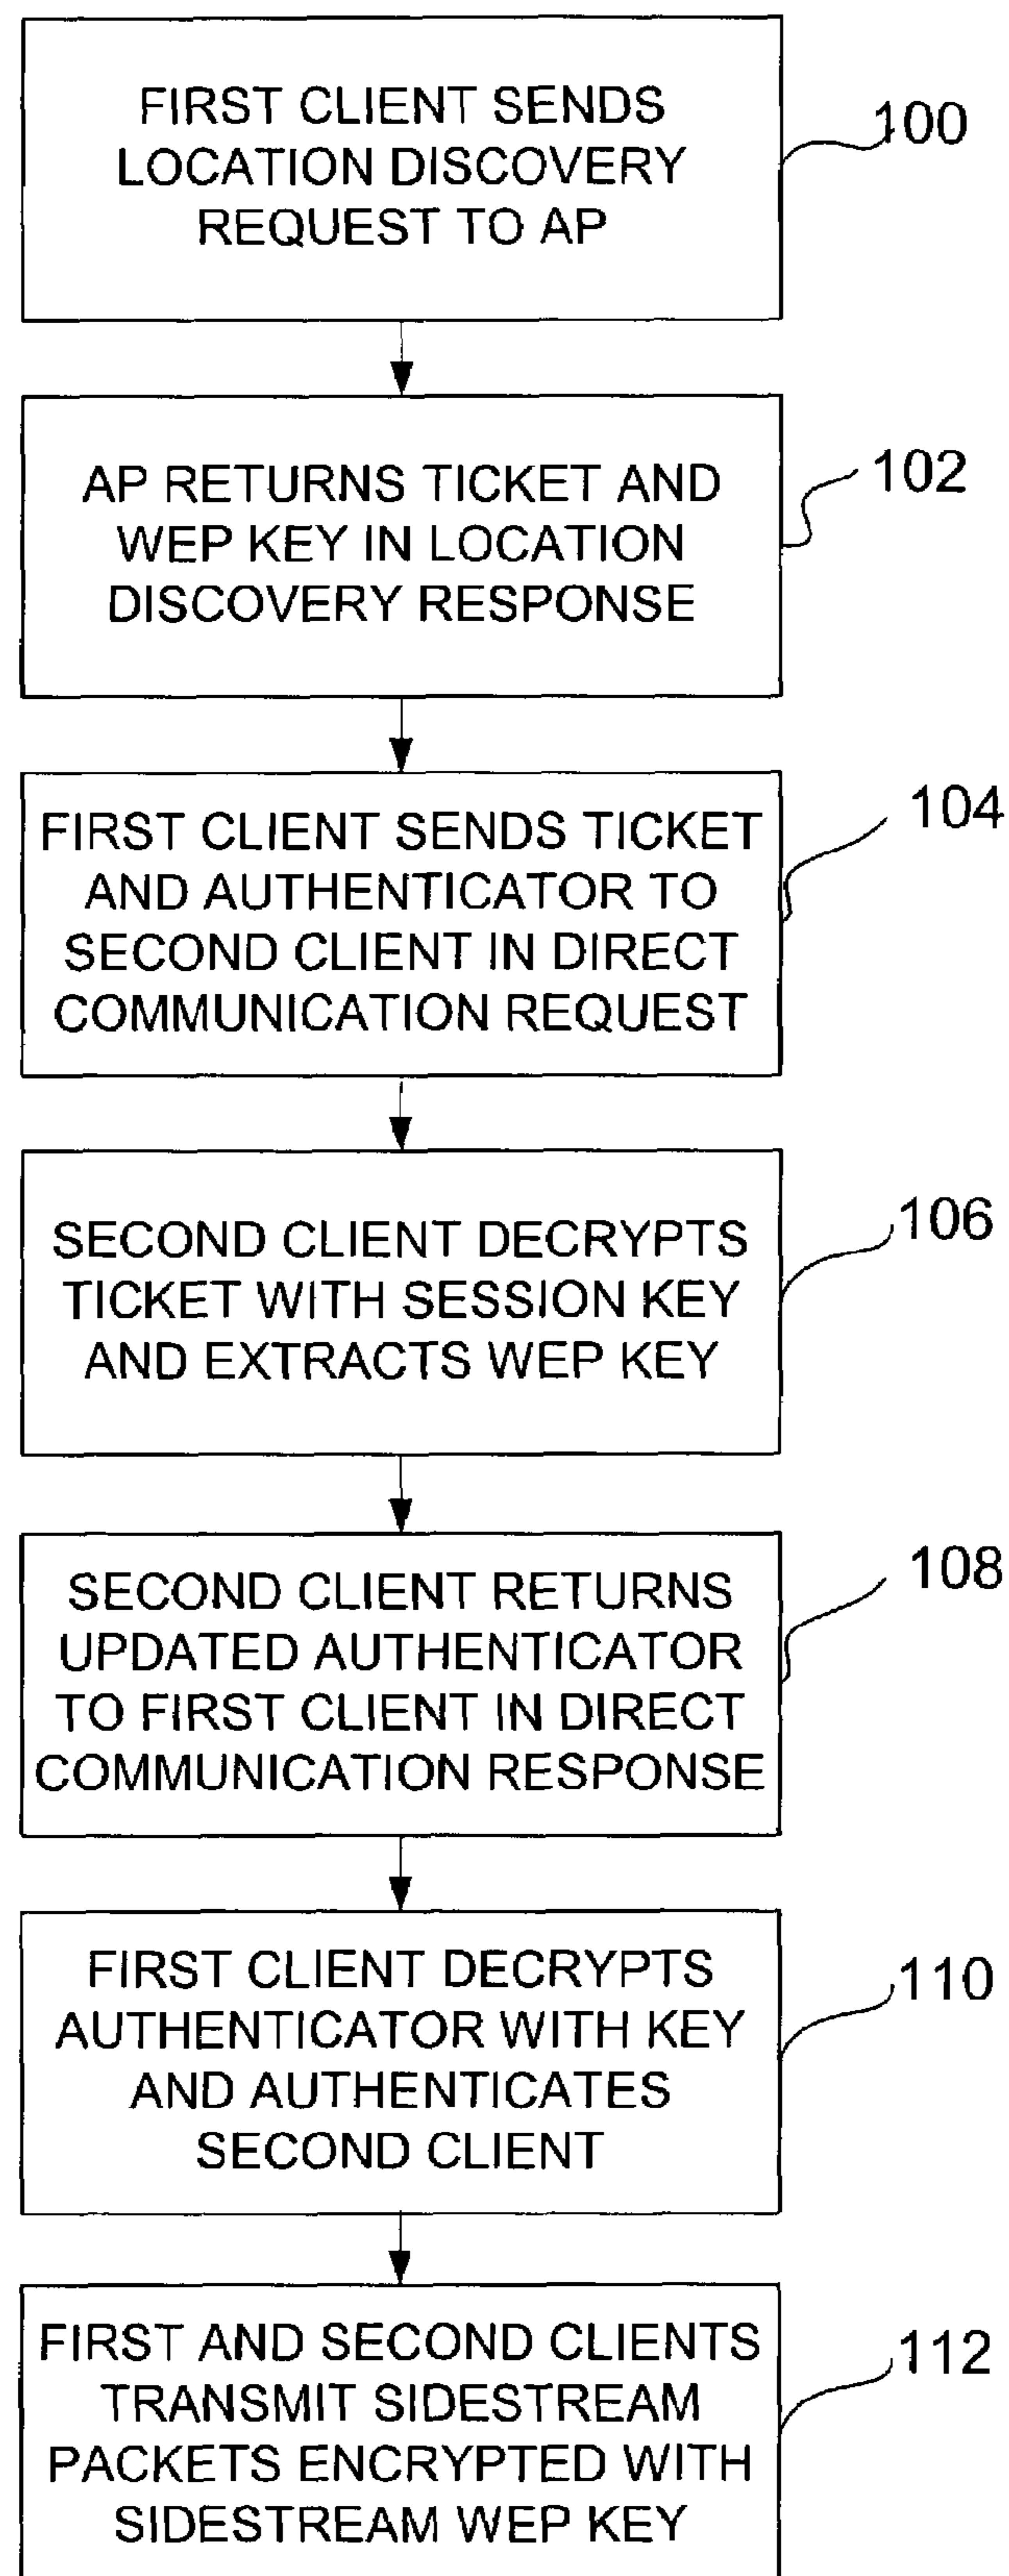 FIRST CLIENT SENDS
LOCATION DISCOVERY
REQUEST TO AP
100
AP RETURNS TICKET AND
WEP KEY IN LOCATION
DISCOVERY RESPONSE
102
FIRST CLIENT SENDS TICKET
AND AUTHENTICATOR TO
SECOND CLIENT IN DIRECT
COMMUNICATION REQUEST
104
SECOND CLIENT DECRYPTS
TICKET WITH SESSION KEY
AND EXTRACTS WEP KEY
106
SECOND CLIENT RETURNS
UPDATED AUTHENTICATOR
TO FIRST CLIENT IN DIRECT
COMMUNICATION RESPONSE
108
FIRST CLIENT DECRYPTS
AUTHENTICATOR WITH KEY
AND AUTHENTICATES
SECOND CLIENT
110
FIRST AND SECOND CLIENTS
TRANSMIT SIDESTREAM
PACKETS ENCRYPTED WITH
SIDESTREAM WEP KEY
112